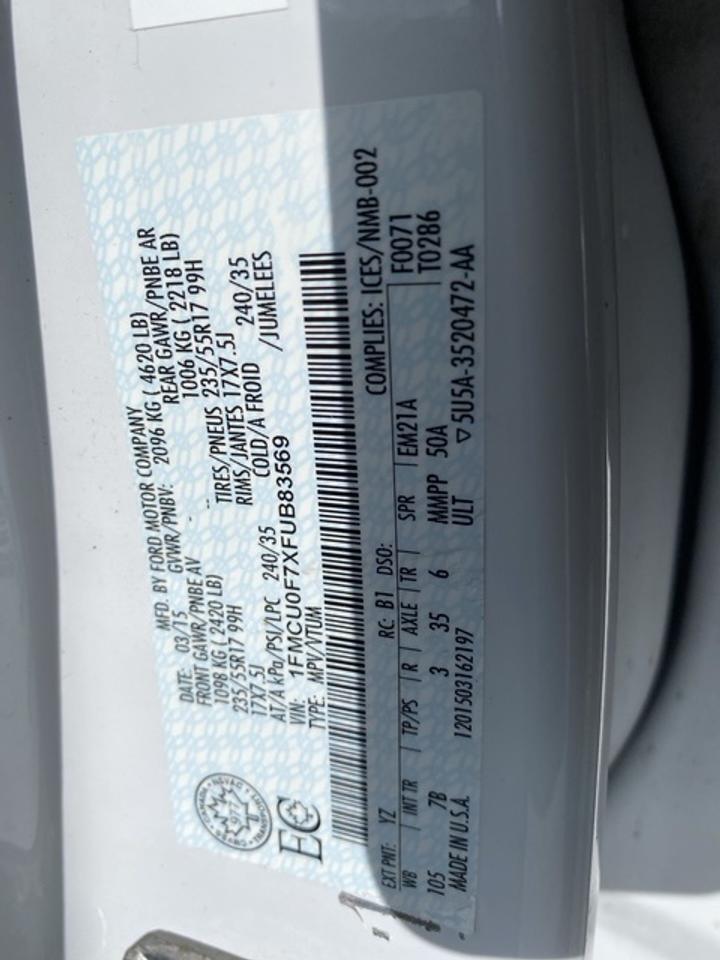 MFD. BY FORD MOTOR COMPANY
DATE: 03/15 GVWR/PNBV: 2096 KG ( 4620 LB)
FRONT GAWR/PNBE AV REAR GAWR/PNBE AR
1098 KG ( 2420 LB) 1006 KG ( 2218 LB)
235/55R17 99H TIRES/PNEUS 235/55R17 99H
17X7.5J RIMS/JANTES 17X7.5J
AT/A kPa/PSI/LPC 240/35 COLD/A FROID 240/35
VIN: 1FMCU0F7XFUB83569 /JUMELEES
TYPE: MPV/VTUM
CANADA
977
TRANSPORT
EC
COMPLIES: ICES/NMB-002
EXT PNT: YZ RC: B1 DSO: F0071
WB INT TR TP/PS R AXLE TR SPR EM21A T0286
105 7B 3 35 6 MMPP 50A
MADE IN U.S.A. 1201503162197 ULT ▽5U5A-3520472-AA